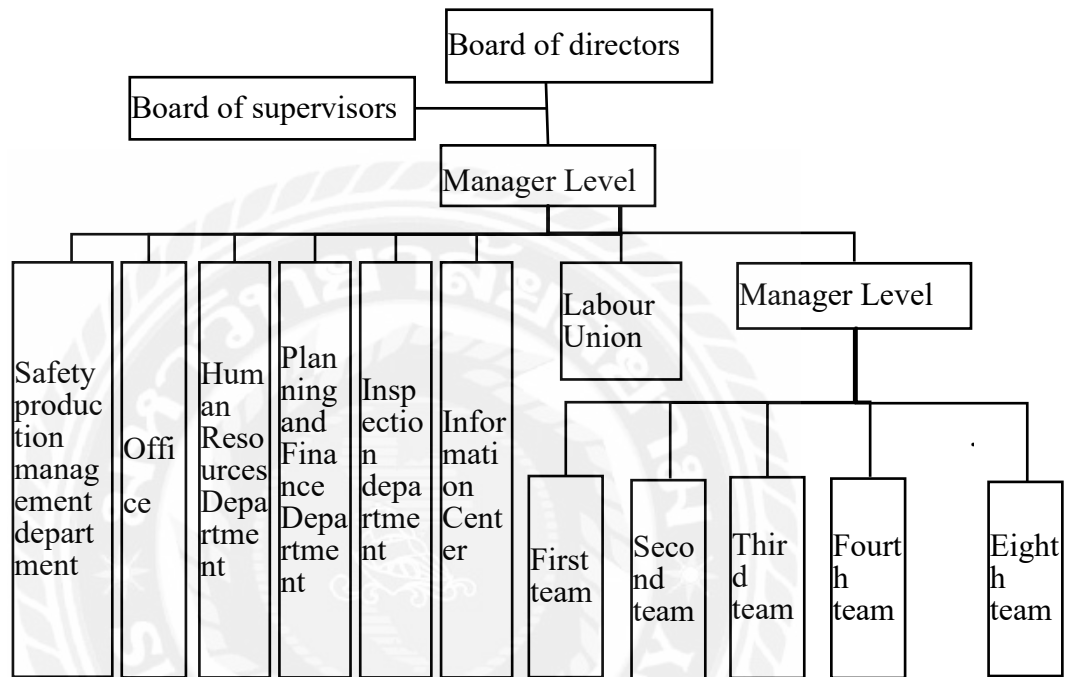 Board of directors
Board of supervisors
Manager Level
Safety
produc
tion
manag
ement
depart
ment
Offi
ce
Hum
an
Reso
urces
Depa
rtme
nt
Plan
ning
and
Fina
nce
Depa
rtme
nt
Insp
ectio
n
depa
rtme
nt
Infor
mati
on
Cent
er
Labour
Union
Manager Level
First
team
Seco
nd
team
Thir
d
team
Fourt
h
team
Eight
h
team